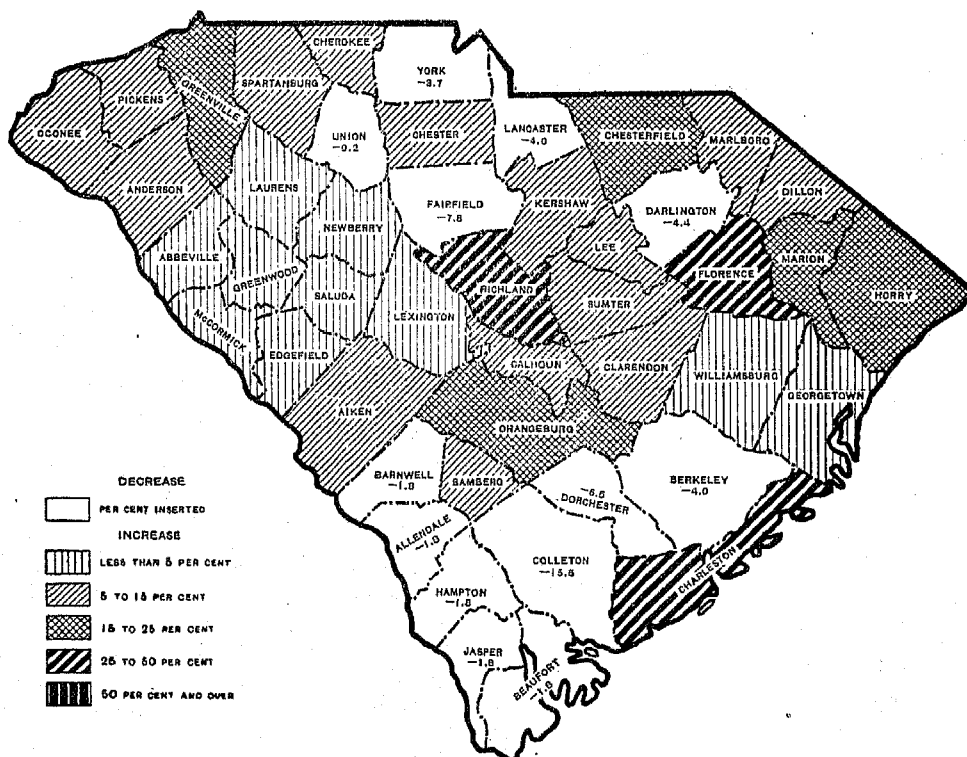 CHEROKEE
YORK
-3.7
SPARTANBURG
GREENVILLE
PICKENS
OCONEE
UNION
-0.2
CHESTER
LANCASTER
-4.0
CHESTERFIELD
MARLBORO
ANDERSON
LAURENS
DILLON
FAIRFIELD
-7.8
KERSHAW
DARLINGTON
-4.4
NEWBERRY
LEE
ABBEVILLE
GREENWOOD
MARION
FLORENCE
RICHLAND
HORRY
SALUDA
SUMTER
LEXINGTON
MCCORMICK
EDGEFIELD
CALHOUN
CLARENDON
WILLIAMSBURG
GEORGETOWN
AIKEN
ORANGEBURG
BARNWELL
BAMBERG
BERKELEY
-4.0
DORCHESTER
ALLENDALE
COLLETON
CHARLESTON
HAMPTON
JASPER
BEAUFORT
DECREASE
PER CENT INSERTED
INCREASE
LESS THAN 5 PER CENT
5 TO 15 PER CENT
15 TO 25 PER CENT
25 TO 50 PER CENT
50 PER CENT AND OVER